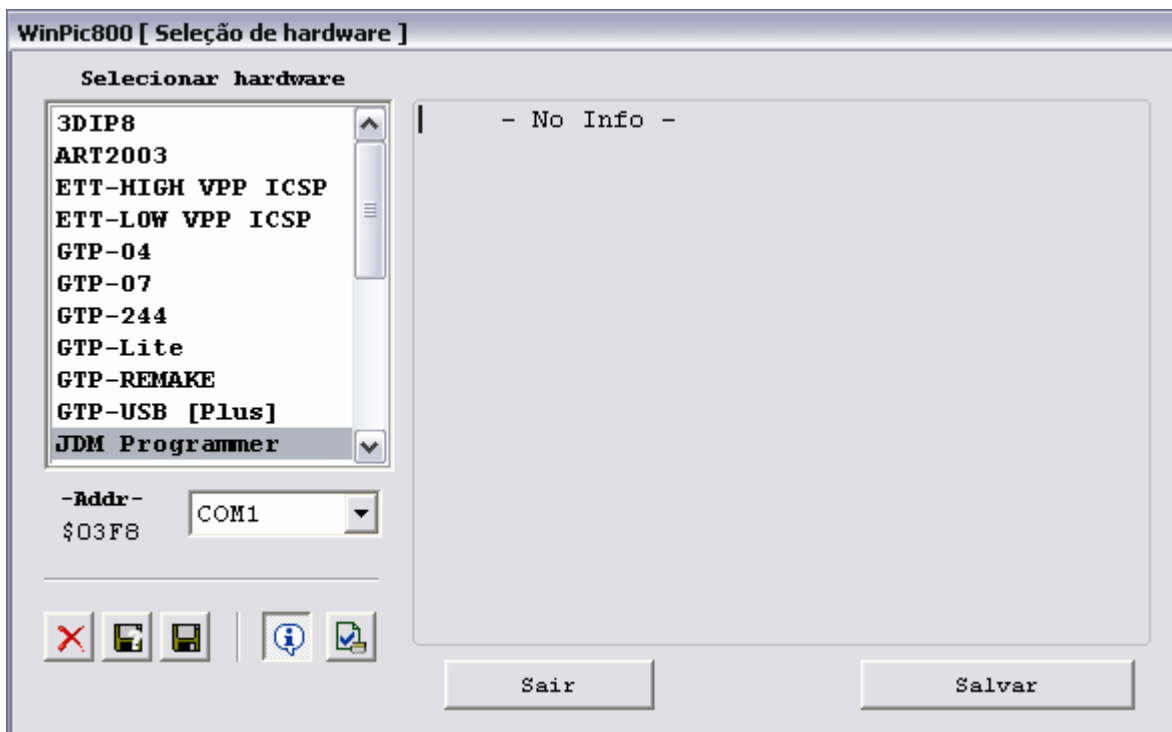 WinPic800 [ Seleção de hardware ]
Selecionar hardware
3DIP8
ART2003
ETT-HIGH VPP ICSP
ETT-LOW VPP ICSP
GTP-04
GTP-07
GTP-244
GTP-Lite
GTP-REMAKE
GTP-USB [Plus]
JDM Programmer
-Addr-
$03F8
COM1
- No Info -
Sair
Salvar